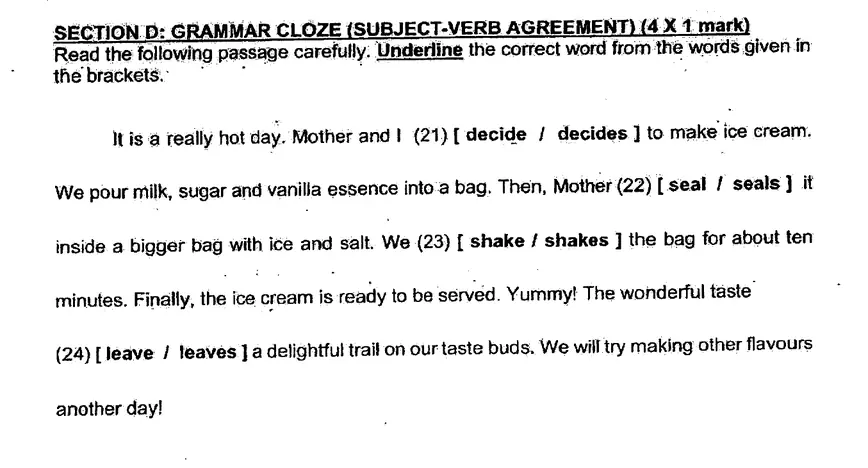 SECTION D: GRAMMAR CLOZE (SUBJECT-VERB AGREEMENT) (4 X 1 mark)
Read the following passage carefully. Underline the correct word from the words given in
the brackets.
It is a really hot day. Mother and I (21) [ decide / decides ] to make ice cream.
We pour milk, sugar and vanilla essence into a bag. Then, Mother (22) [ seal / seals ] it
inside a bigger bag with ice and salt. We (23) [ shake / shakes ] the bag for about ten
minutes. Finally, the ice cream is ready to be served. Yummy! The wonderful taste
(24) [ leave / leaves ] a delightful trail on our taste buds. We will try making other flavours
another day!